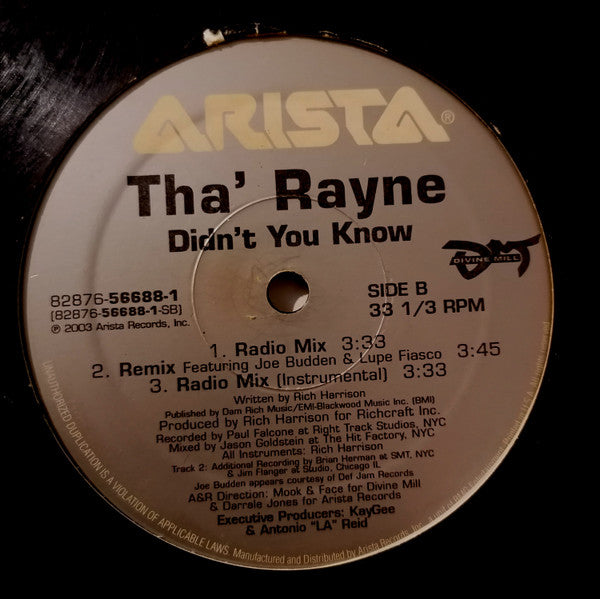 ARISTA®
Tha' Rayne
Didn't You Know
DMT
DIVINE MILL
82876-56688-1
(82876-56688-1-SB)
℗ 2003 Arista Records, Inc.
SIDE B
33 1/3 RPM
1. Radio Mix 3:33
2. Remix Featuring Joe Budden & Lupe Fiasco 3:45
3. Radio Mix (Instrumental) 3:33
Written by Rich Harrison
Published by Dam Rich Music/EMI-Blackwood Music Inc. (BMI)
Produced by Rich Harrison for Richcraft Inc.
Recorded by Paul Falcone at Right Track Studios, NYC
Mixed by Jason Goldstein at The Hit Factory, NYC
All Instruments: Rich Harrison
Track 2: Additional Recording by Brian Herman at SMT, NYC
& Jim Flanger at Studio, Chicago IL
Joe Budden appears courtesy of Def Jam Records
A&R Direction: Mook & Face for Divine Mill
& Darrale Jones for Arista Records
Executive Producers: KayGee
& Antonio "LA" Reid
UNAUTHORIZED DUPLICATION IS A VIOLATION OF APPLICABLE LAWS. Manufactured and Distributed by Arista Records, Inc.